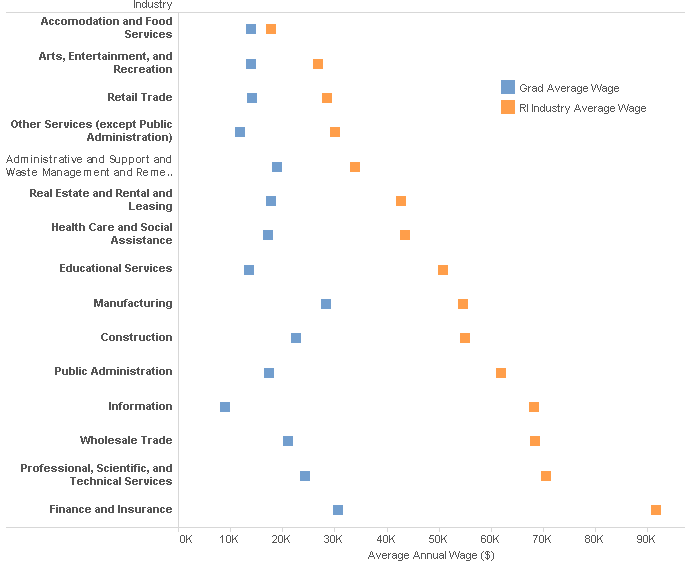 Industry
Accomodation and Food
Services
Arts, Entertainment, and
Recreation
Retail Trade
Other Services (except Public
Administration)
Administrative and Support and
Waste Management and Reme..
Real Estate and Rental and
Leasing
Health Care and Social
Assistance
Educational Services
Manufacturing
Construction
Public Administration
Information
Wholesale Trade
Professional, Scientific, and
Technical Services
Finance and Insurance
Grad Average Wage
RI Industry Average Wage
0K 10K 20K 30K 40K 50K 60K 70K 80K 90K
Average Annual Wage ($)